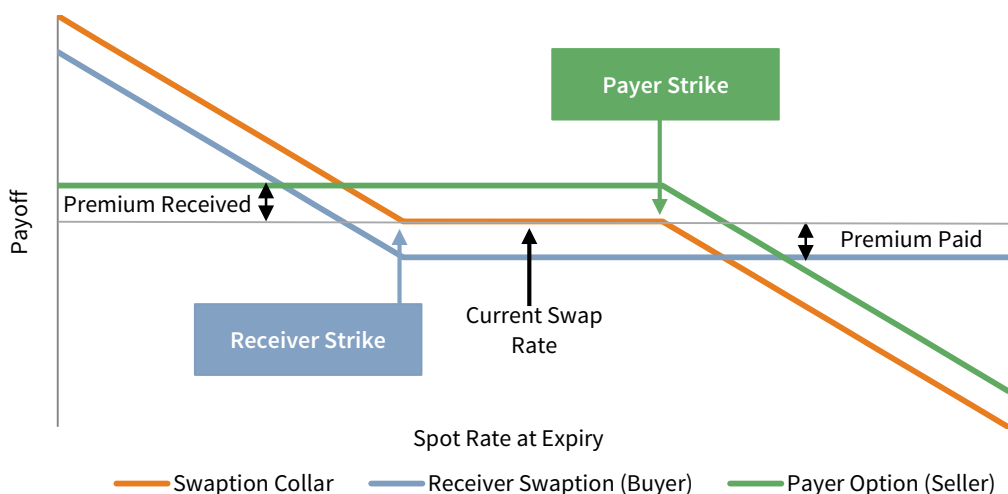 Payer Strike
Payoff
Premium Received
Premium Paid
Receiver Strike
Current Swap
Rate
Spot Rate at Expiry
Swaption Collar
Receiver Swaption (Buyer)
Payer Option (Seller)